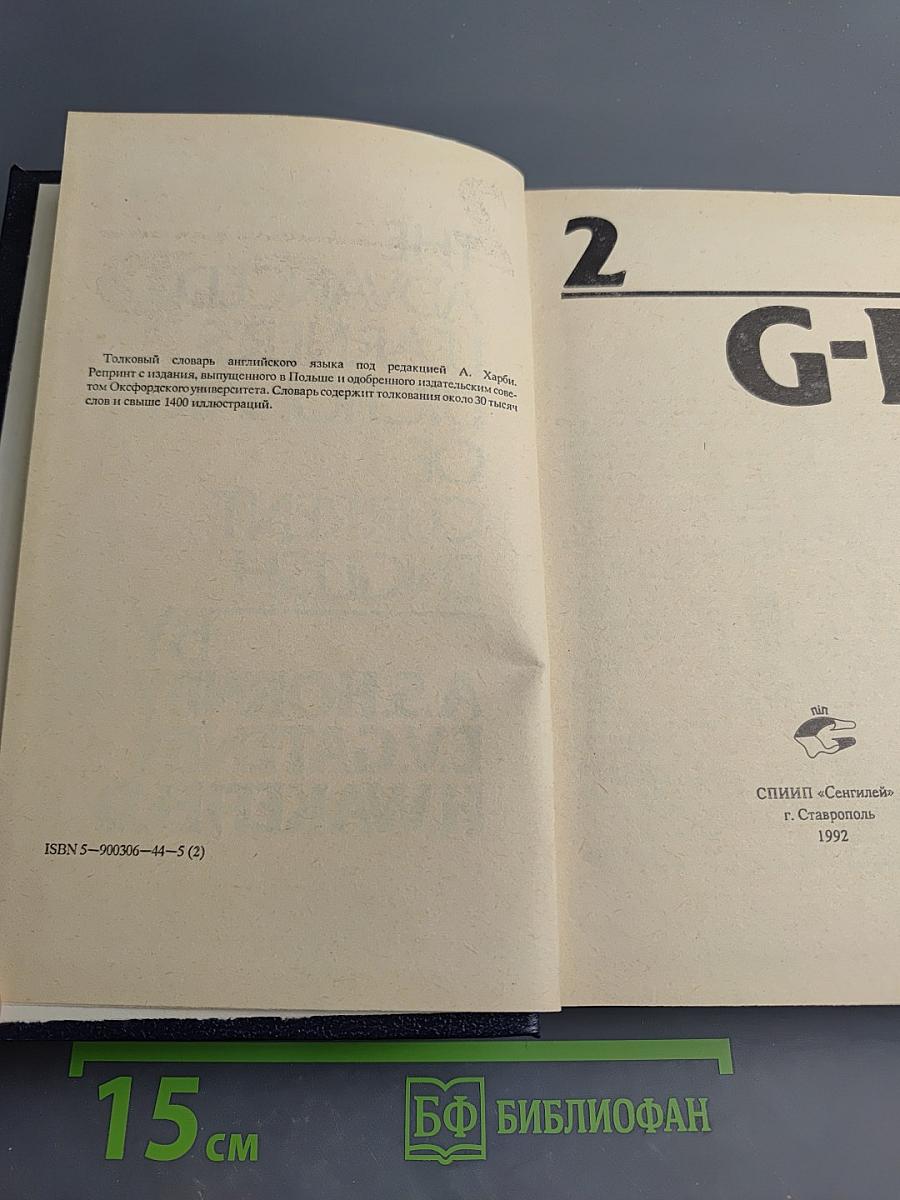 Толковый словарь английского языка под редакцией А. Харби.
Репринт с издания, выпущенного в Польше и одобренного издательским сове-
том Оксфордского университета. Словарь содержит толкования около 30 тысяч
слов и свыше 1400 иллюстраций.
ISBN 5—900306—44—5 (2)
2
G-
пiп
СПИИП «Сенгилей»
г. Ставрополь
1992
15 см
БФ БИБЛИОФАН